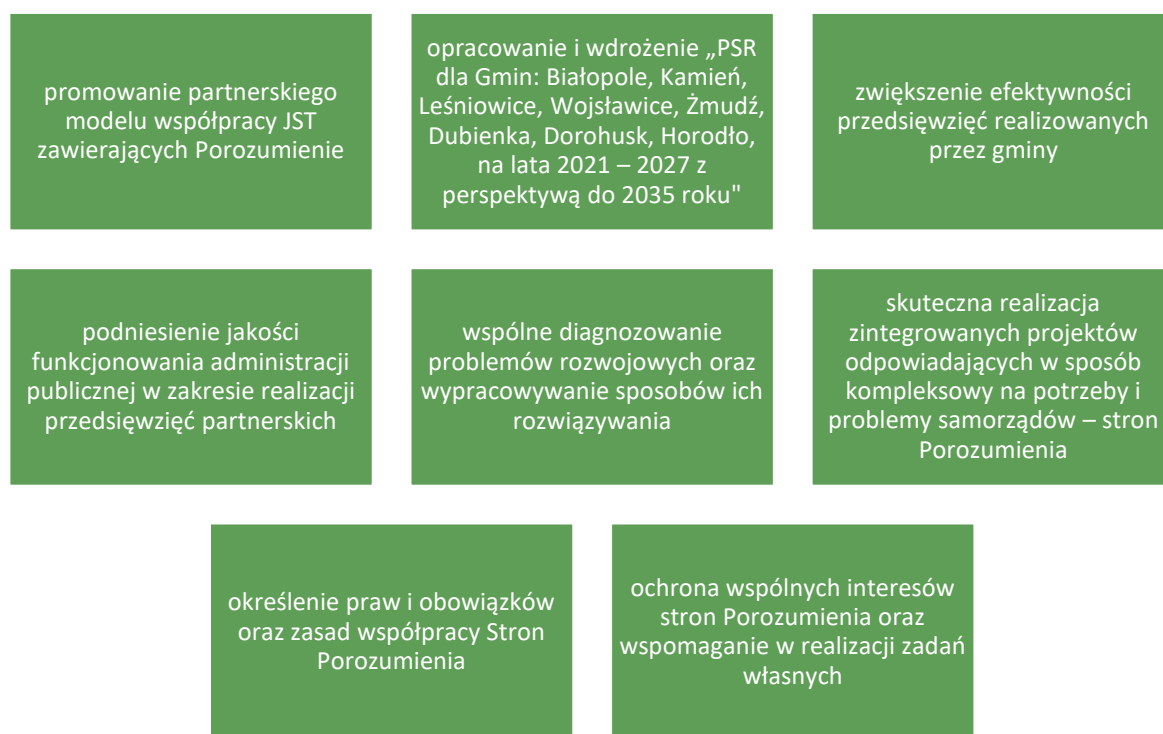 promowanie partnerskiego
modelu współpracy JST
zawierających Porozumienie
opracowanie i wdrożenie „PSR
dla Gmin: Białopole, Kamień,
Leśniowice, Wojsławice, Żmudź,
Dubienka, Dorohusk, Horodło,
na lata 2021 – 2027 z
perspektywą do 2035 roku"
zwiększenie efektywności
przedsięwzięć realizowanych
przez gminy
podniesienie jakości
funkcjonowania administracji
publicznej w zakresie realizacji
przedsięwzięć partnerskich
wspólne diagnozowanie
problemów rozwojowych oraz
wypracowywanie sposobów ich
rozwiązywania
skuteczna realizacja
zintegrowanych projektów
odpowiadających w sposób
kompleksowy na potrzeby i
problemy samorządów – stron
Porozumienia
określenie praw i obowiązków
oraz zasad współpracy Stron
Porozumienia
ochrona wspólnych interesów
stron Porozumienia oraz
wspomaganie w realizacji zadań
własnych